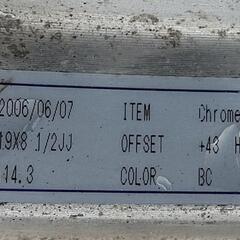 2006/06/07 ITEM Chrome
19X8 1/2JJ OFFSET +43 H
14.3 COLOR BC